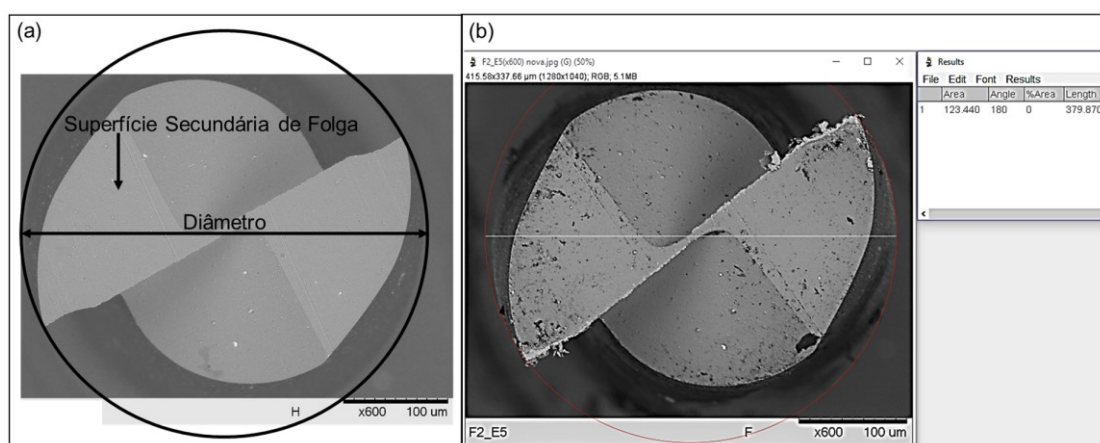 (a)
Superfície Secundária de Folga
Diâmetro
H x600 100 um
(b)
F2_E5(x600) nova.jpg (G) (50%)
415.58x337.66 µm (1280x1040); RGB; 5.1MB
F2_E5 F x600 100 um
Results
File Edit Font Results
Area Angle %Area Length
1 123.440 180 0 379.870